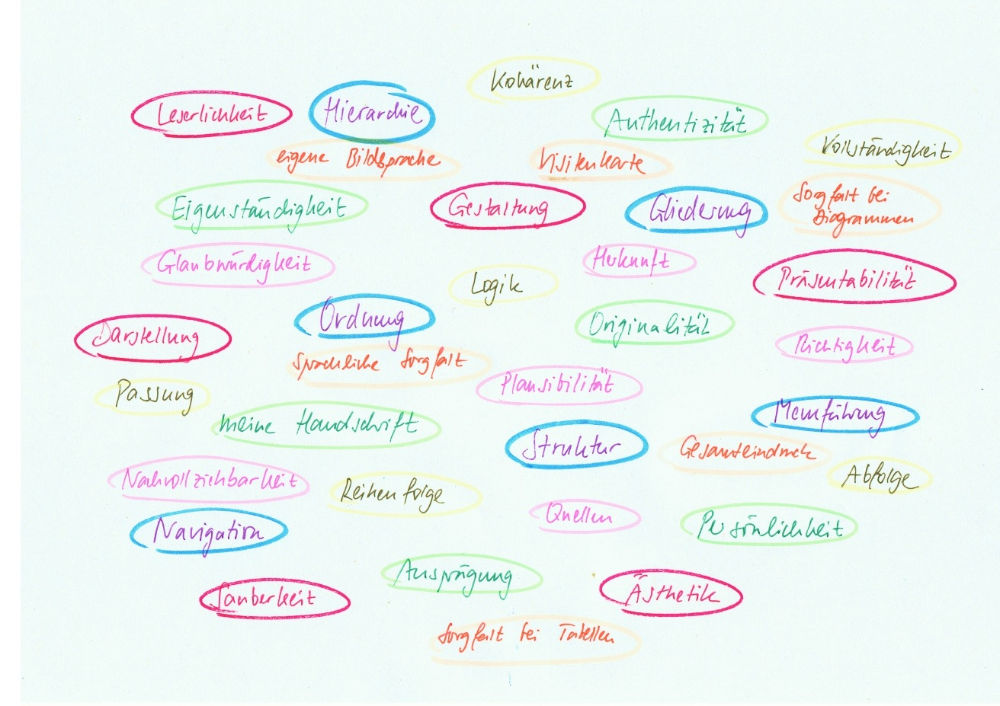 Kohärenz
Leserlichkeit
Hierarchie
Authentizität
Vollständigkeit
eigene Bildsprache
Visitenkarte
Eigenständigkeit
Gestaltung
Gliederung
Sorgfalt bei
Diagrammen
Glaubwürdigkeit
Herkunft
Logik
Präsentabilität
Ordnung
Originalität
Darstellung
Richtigkeit
sprachliche Sorgfalt
Plausibilität
Passung
meine Handschrift
Menuführung
Struktur
Gesamteindruck
Nachvollziehbarkeit
Reihenfolge
Abfolge
Quellen
Navigation
Persönlichkeit
Ausprägung
Sauberkeit
Ästhetik
Sorgfalt bei Tabellen